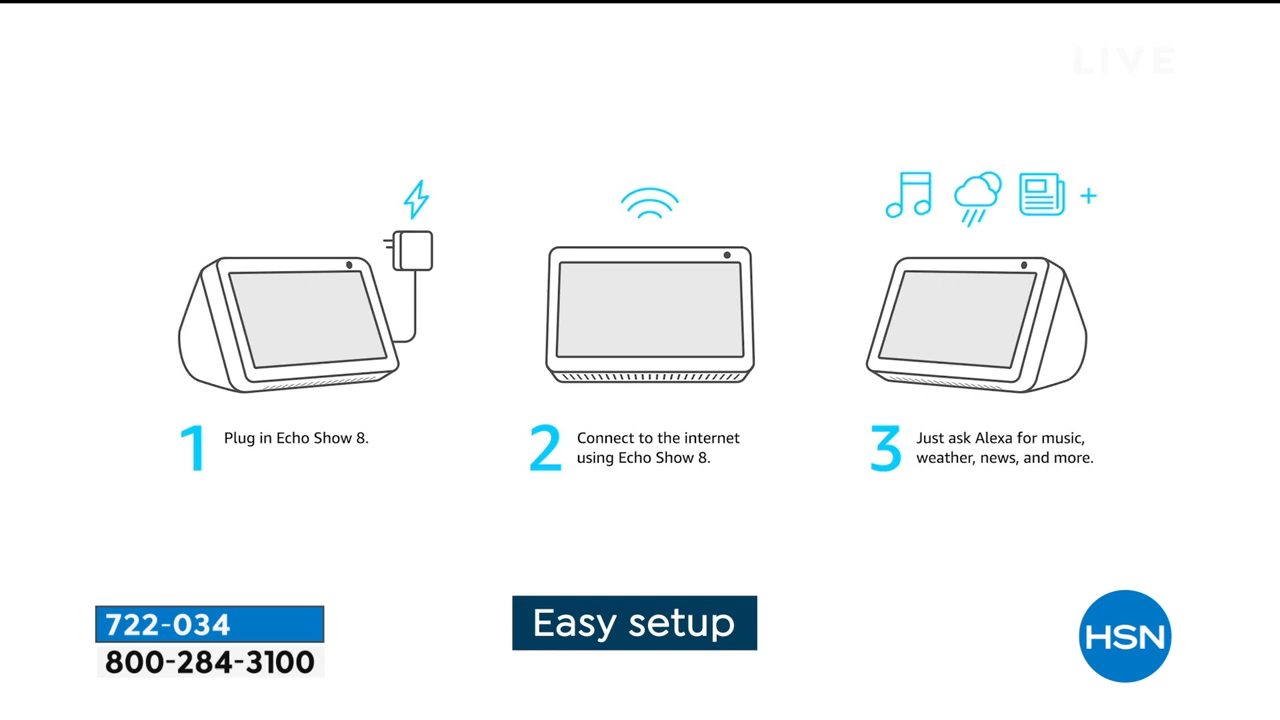 LIVE
1 Plug in Echo Show 8.
2 Connect to the internet
using Echo Show 8.
3 Just ask Alexa for music,
weather, news, and more.
722-034
800-284-3100
Easy setup
HSN